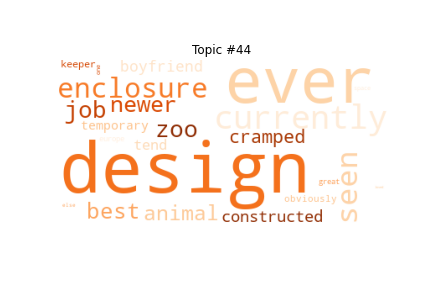 Topic #44
keeper boyfriend ever
enclosure
job newer currently
temporary zoo cramped
tend
design seen
great
obviously
best animal constructed